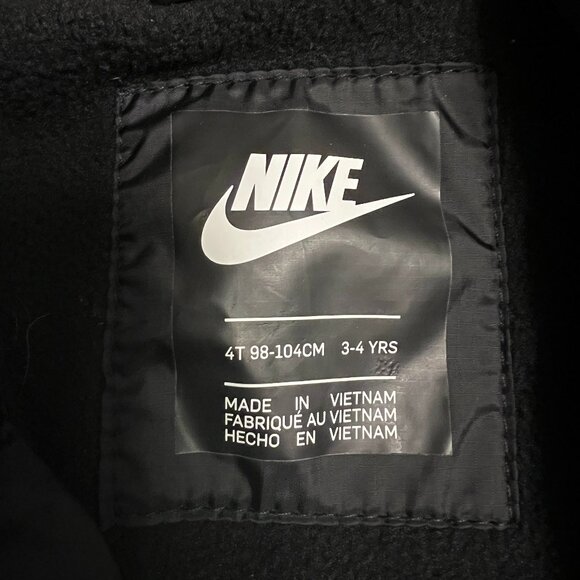 NIKE
4T 98-104CM 3-4 YRS
MADE IN VIETNAM
FABRIQUÉ AU VIETNAM
HECHO EN VIETNAM